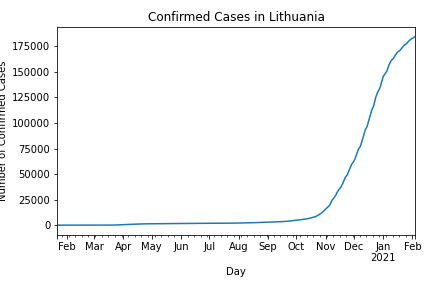 Confirmed Cases in Lithuania
Number of Confirmed Cases
175000
150000
125000
100000
75000
50000
25000
0
Feb Mar Apr May Jun Jul Aug Sep Oct Nov Dec Jan Feb
2021
Day